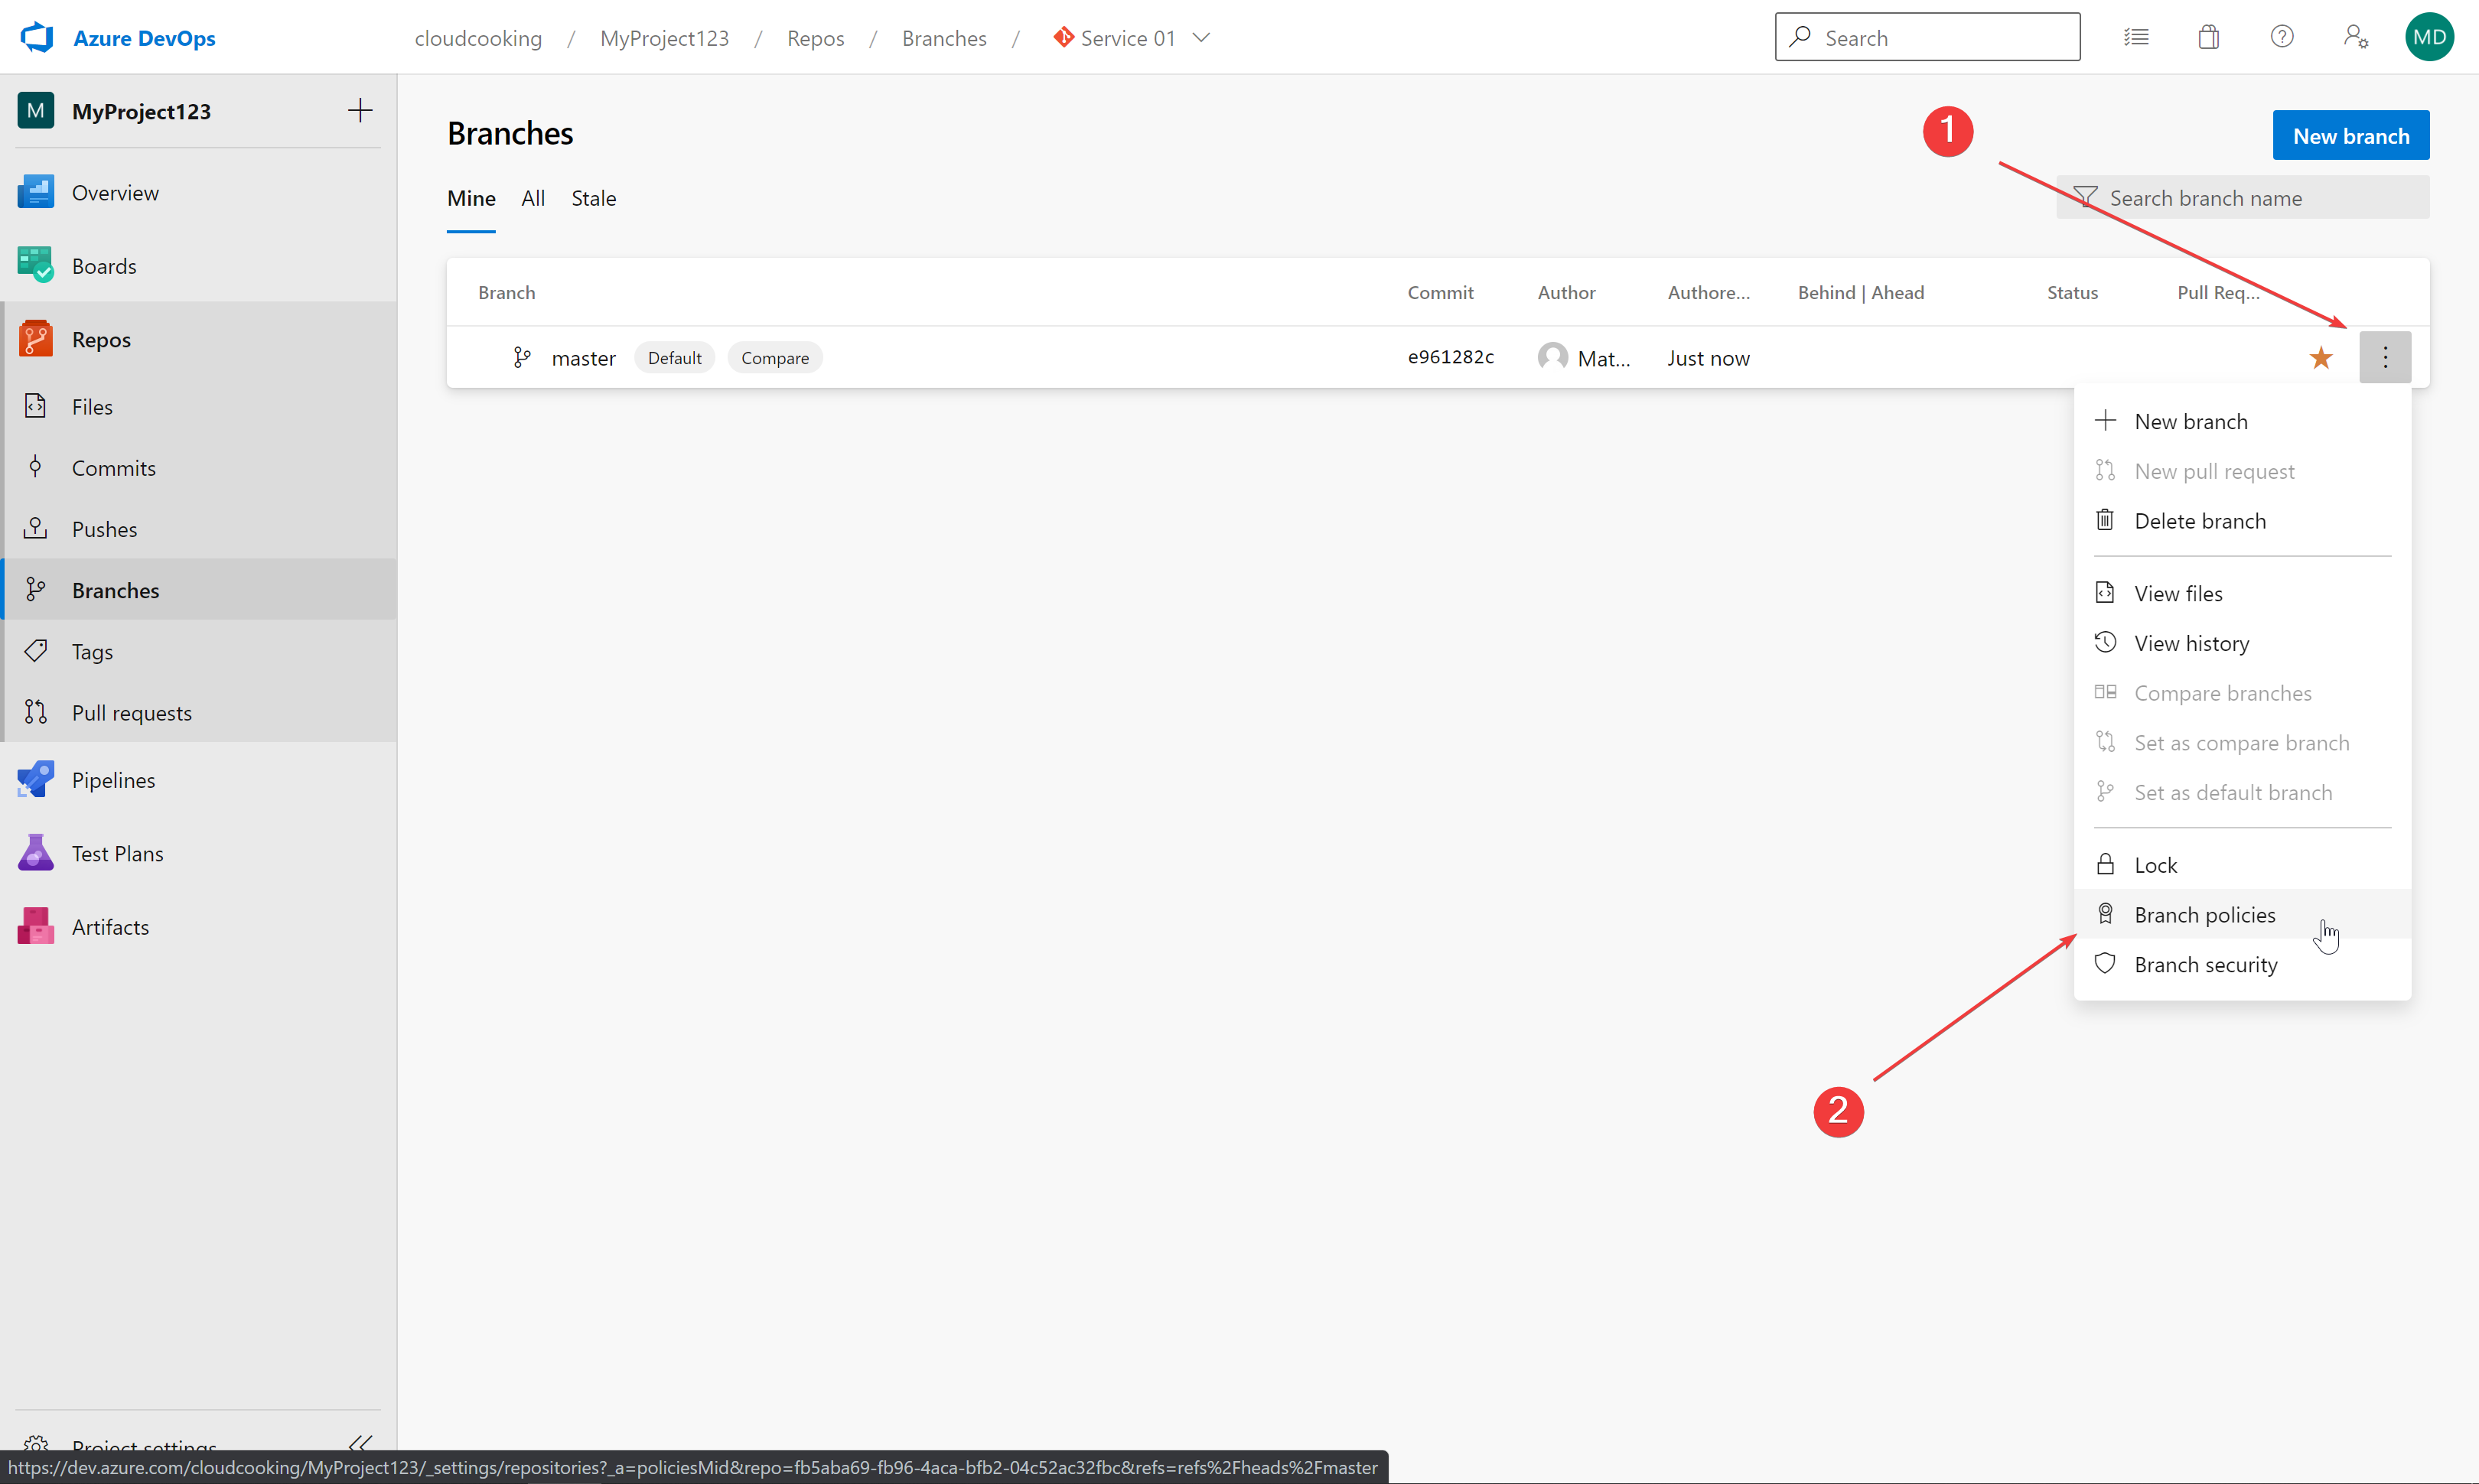 Azure DevOps
cloudcooking / MyProject123 / Repos / Branches / Service 01
Search
MD
M MyProject123
Overview
Boards
Repos
Files
Commits
Pushes
Branches
Tags
Pull requests
Pipelines
Test Plans
Artifacts
Project settings
Branches
1
New branch
Mine All Stale
Search branch name
Branch Commit Author Authore... Behind | Ahead Status Pull Req...
master Default Compare e961282c Mat... Just now
New branch
New pull request
Delete branch
View files
View history
Compare branches
Set as compare branch
Set as default branch
Lock
Branch policies
Branch security
2
https://dev.azure.com/cloudcooking/MyProject123/_settings/repositories?_a=policiesMid&repo=fb5aba69-fb96-4aca-bfb2-04c52ac32fbc&refs=refs%2Fheads%2Fmaster